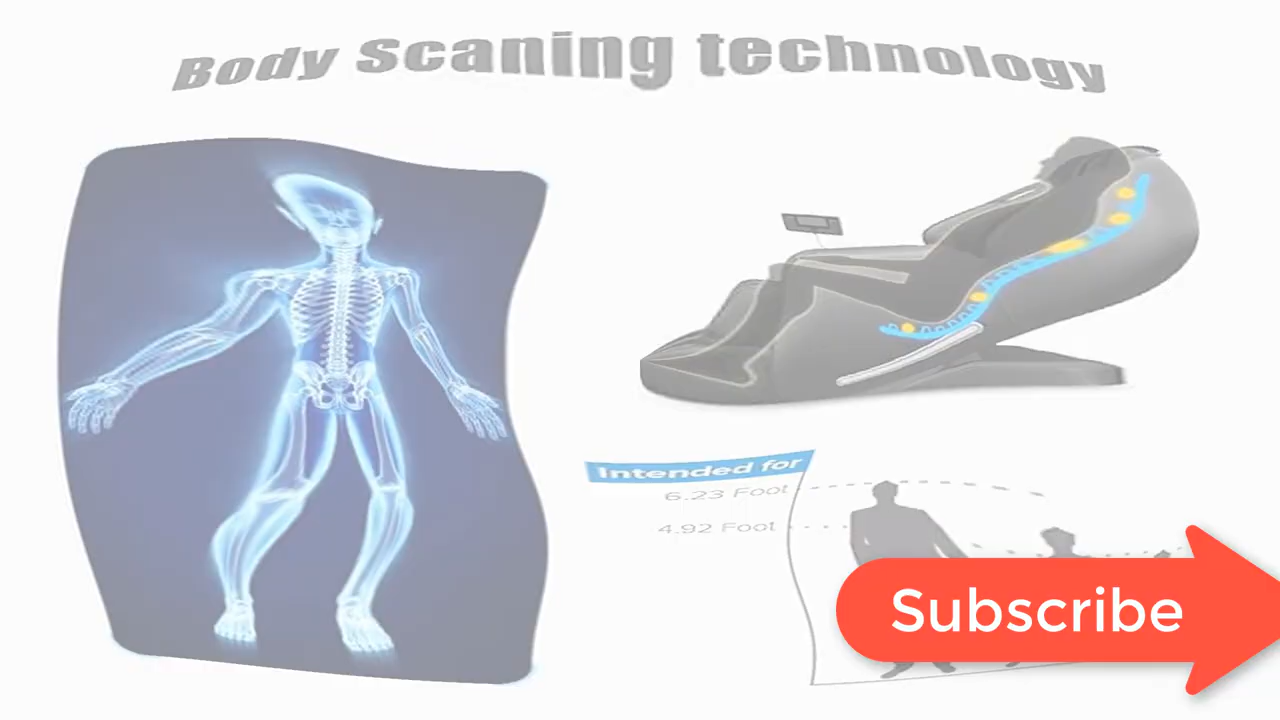 Body Scaning technology
Intended for
6.23 Foot
4.92 Foot
Subscribe